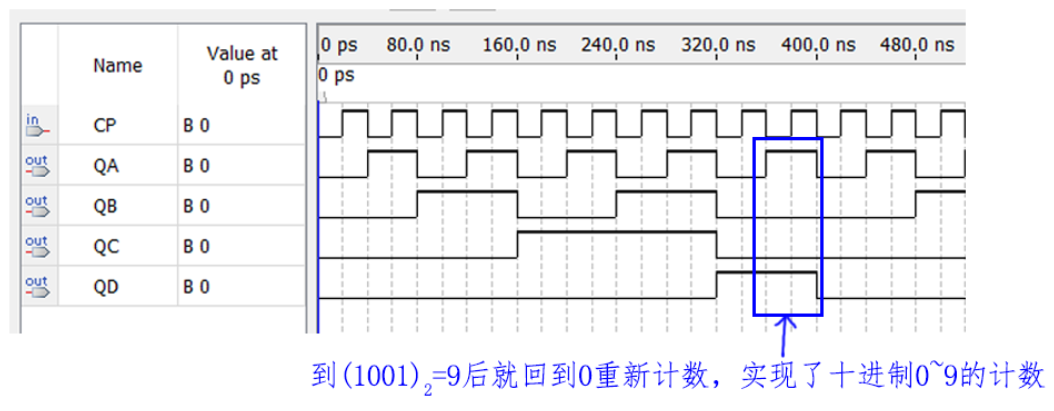 Name Value at 0 ps 0 ps 80.0 ns 160.0 ns 240.0 ns 320.0 ns 400.0 ns 480.0 ns
0 ps
in CP B 0
out QA B 0
out QB B 0
out QC B 0
out QD B 0
到(1001)₂=9后就回到0重新计数，实现了十进制0~9的计数